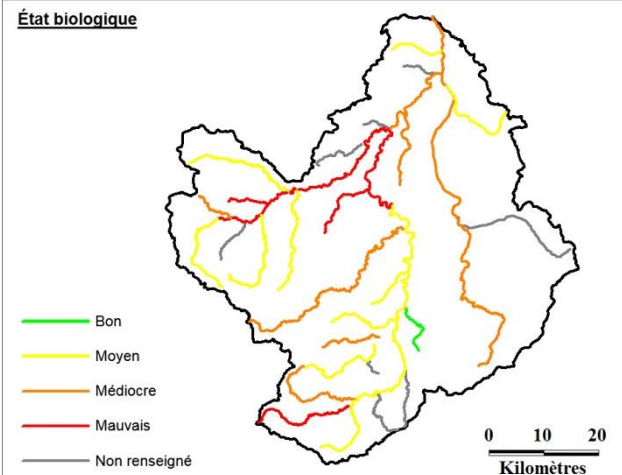 État biologique
Bon
Moyen
Médiocre
Mauvais
Non renseigné
0 10 20
Kilomètres